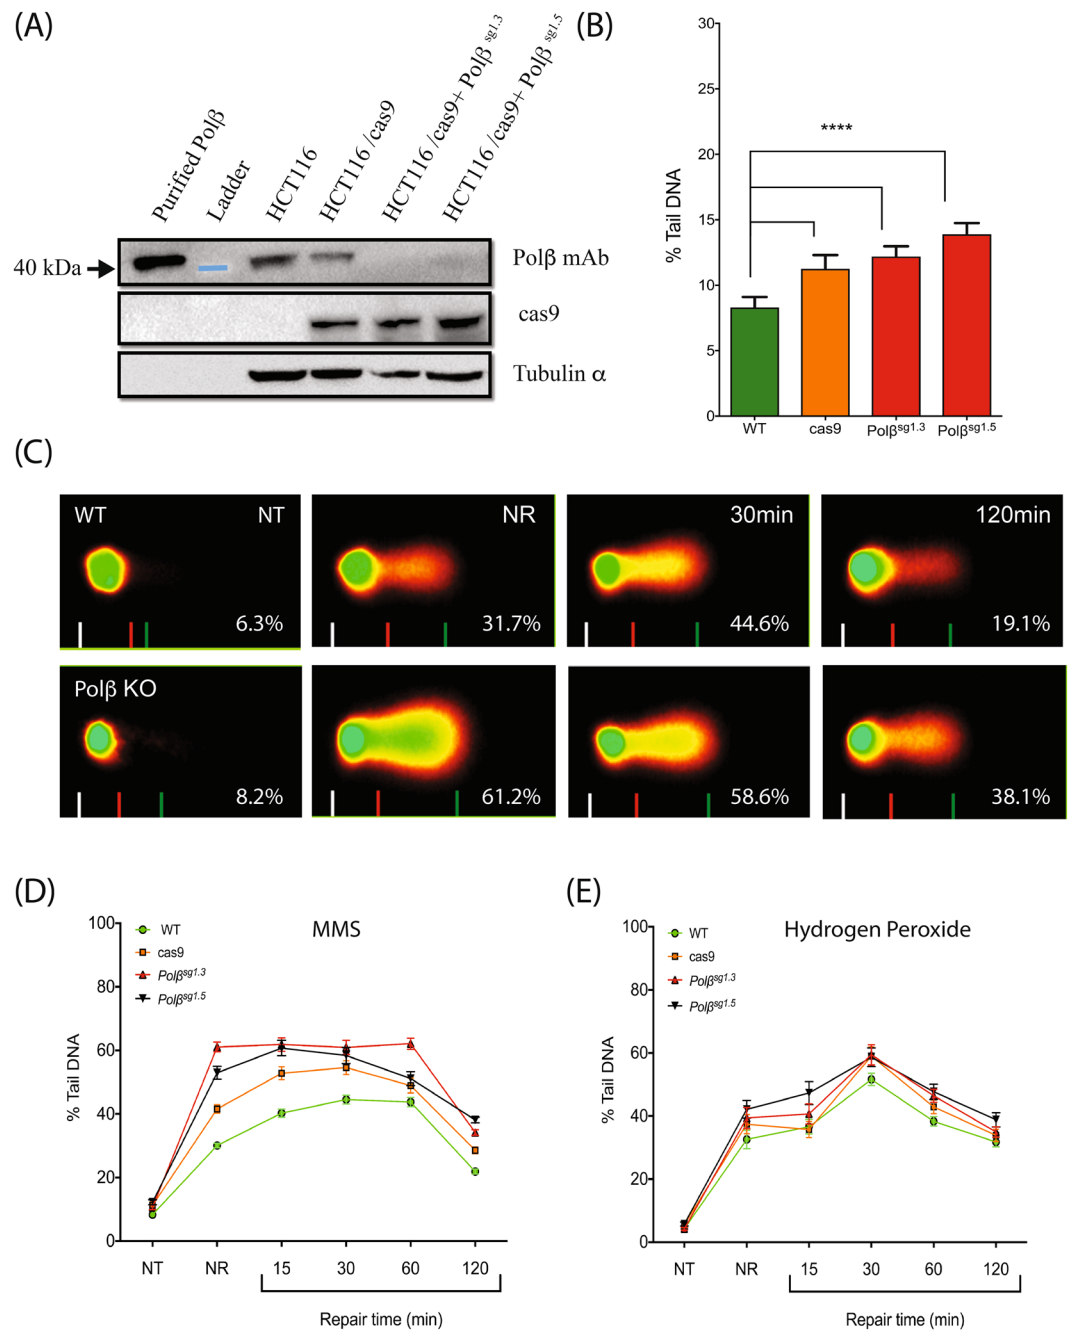 (A)
Purified Polβ
Ladder
HCT116
HCT116 /cas9
HCT116 /cas9+ Polβ sg1.3
HCT116 /cas9+ Polβ sg1.5
40 kDa
Polβ mAb
cas9
Tubulin α
(B)
% Tail DNA
30
25
20
15
10
5
0
****
WT
cas9
Polβsg1.3
Polβsg1.5
(C)
WT NT
6.3%
NR
31.7%
30min
44.6%
120min
19.1%
Polβ KO
8.2%
61.2%
58.6%
38.1%
(D)
MMS
WT
cas9
Polβsg1.3
Polβsg1.5
% Tail DNA
100
80
60
40
20
0
NT NR 15 30 60 120
Repair time (min)
(E)
Hydrogen Peroxide
WT
cas9
Polβsg1.3
Polβsg1.5
% Tail DNA
100
80
60
40
20
0
NT NR 15 30 60 120
Repair time (min)